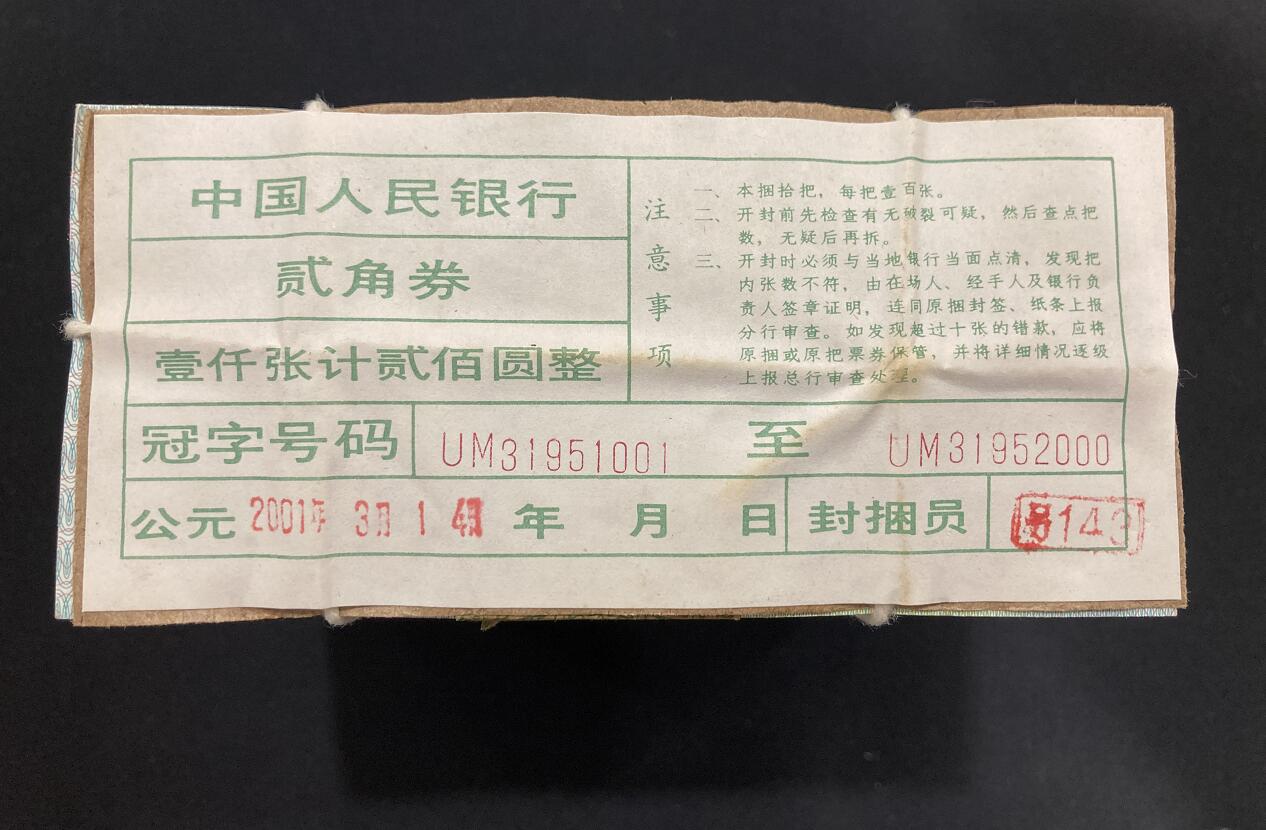 中国人民银行
贰角券
壹仟张计贰佰圆整
注意事项
一、本捆拾把，每把壹百张。
二、开封前先检查有无破裂可疑，然后查点把
数，无疑后再拆。
三、开封时必须与当地银行当面点清，发现把
内张数不符，由在场人、经手人及银行负
责人签章证明，连同原捆封签、纸条上报
分行审查。如发现超过十张的错款，应将
原捆或原把票券保管，并将详细情况逐级
上报总行审查处理。
冠字号码 UM31951001 至 UM31952000
公元 2001年 3月 1 年 月 日 封捆员 143